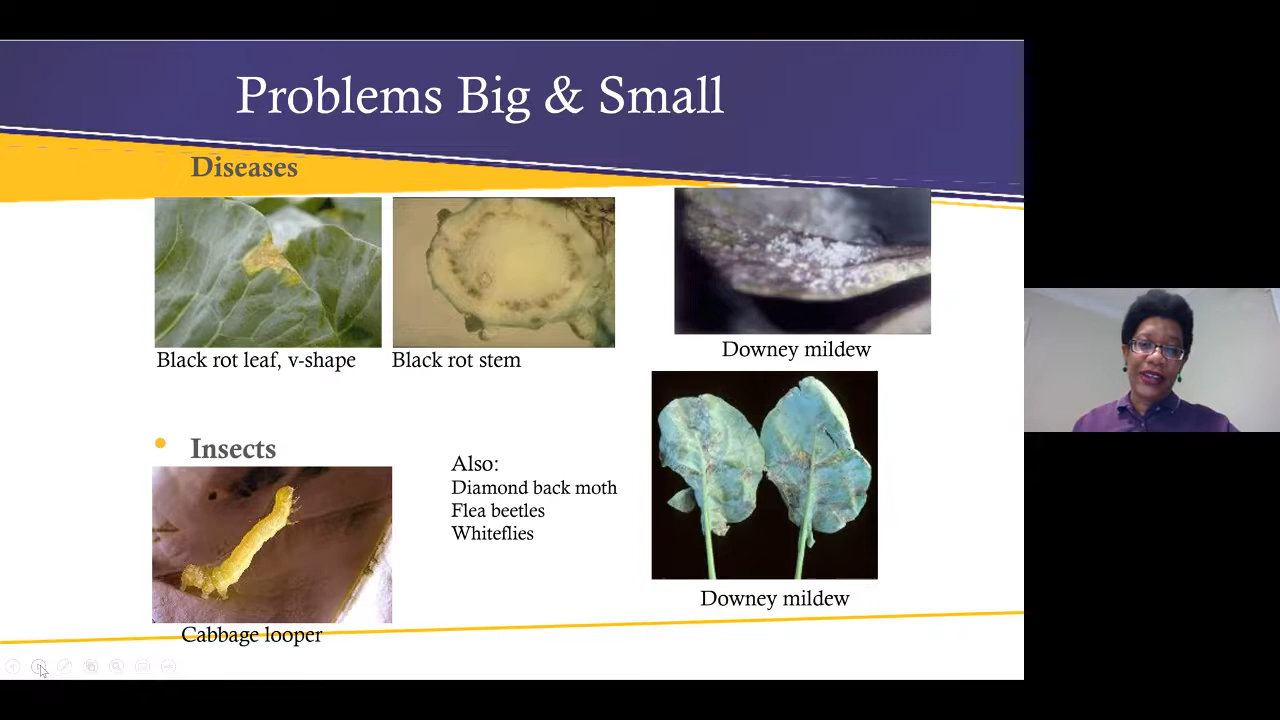 Problems Big & Small
Diseases
Black rot leaf, v-shape
Black rot stem
Downey mildew
Insects
Also:
Diamond back moth
Flea beetles
Whiteflies
Downey mildew
Cabbage looper